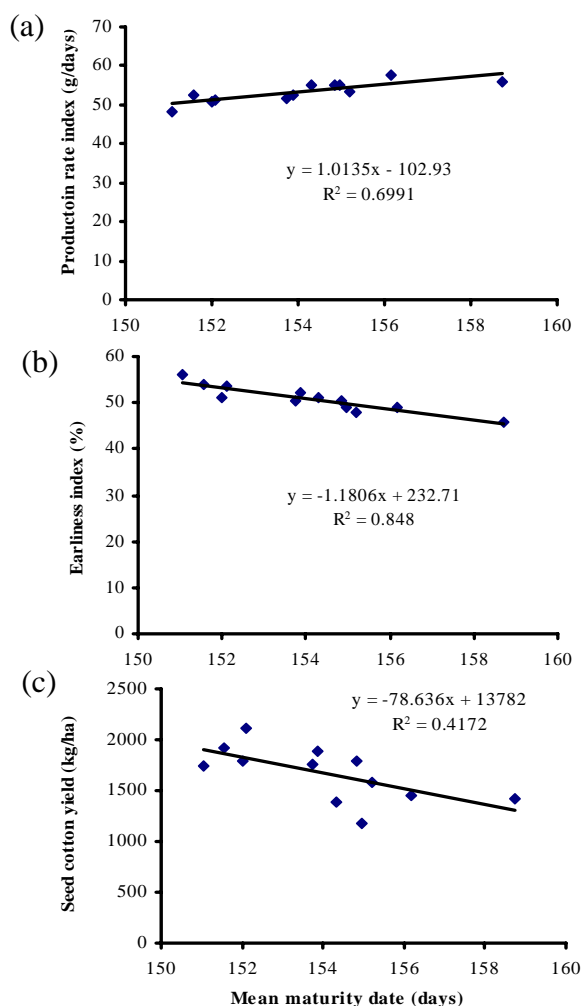 (a)
70
60
50
40
30
20
10
0
Productoin rate index (g/days)
y = 1.0135x - 102.93
R² = 0.6991
150 152 154 156 158 160
(b)
60
50
40
30
20
10
0
Earliness index (%)
y = -1.1806x + 232.71
R² = 0.848
150 152 154 156 158 160
(c)
2500
2000
1500
1000
500
0
Seed cotton yield (kg/ha)
y = -78.636x + 13782
R² = 0.4172
150 152 154 156 158 160
Mean maturity date (days)